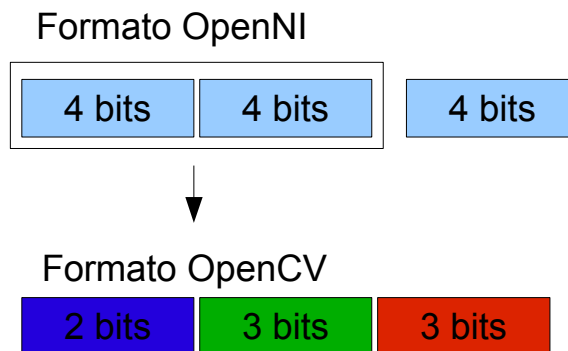 Formato OpenNI
4 bits 4 bits 4 bits
Formato OpenCV
2 bits 3 bits 3 bits